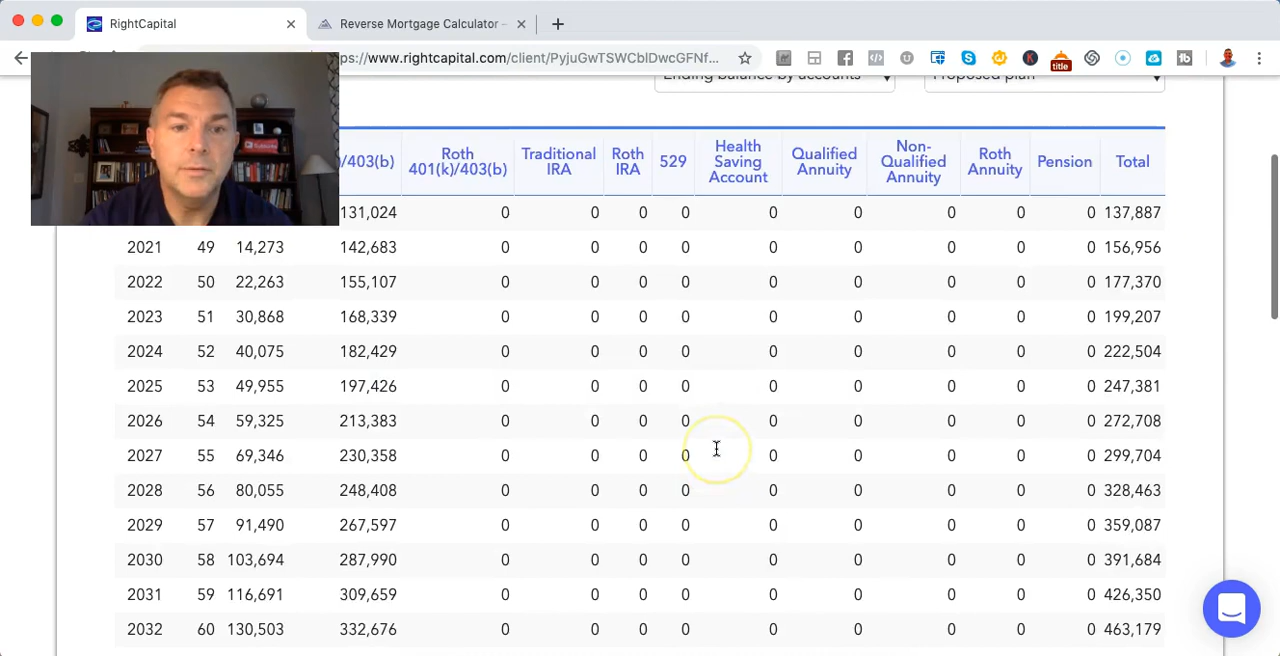 RightCapital
Reverse Mortgage Calculator –
ps://www.rightcapital.com/client/PyjuGwTSWCblDwcGFNf...
title
Ending balance by accounts Proposed plan
/403(b) Roth 401(k)/403(b) Traditional IRA Roth IRA 529 Health Saving Account Qualified Annuity Non-Qualified Annuity Roth Annuity Pension Total
131,024 0 0 0 0 0 0 0 0 0 137,887
2021 49 14,273 142,683 0 0 0 0 0 0 0 0 0 156,956
2022 50 22,263 155,107 0 0 0 0 0 0 0 0 0 177,370
2023 51 30,868 168,339 0 0 0 0 0 0 0 0 0 199,207
2024 52 40,075 182,429 0 0 0 0 0 0 0 0 0 222,504
2025 53 49,955 197,426 0 0 0 0 0 0 0 0 0 247,381
2026 54 59,325 213,383 0 0 0 0 0 0 0 0 0 272,708
2027 55 69,346 230,358 0 0 0 0 0 0 0 0 0 299,704
2028 56 80,055 248,408 0 0 0 0 0 0 0 0 0 328,463
2029 57 91,490 267,597 0 0 0 0 0 0 0 0 0 359,087
2030 58 103,694 287,990 0 0 0 0 0 0 0 0 0 391,684
2031 59 116,691 309,659 0 0 0 0 0 0 0 0 0 426,350
2032 60 130,503 332,676 0 0 0 0 0 0 0 0 0 463,179